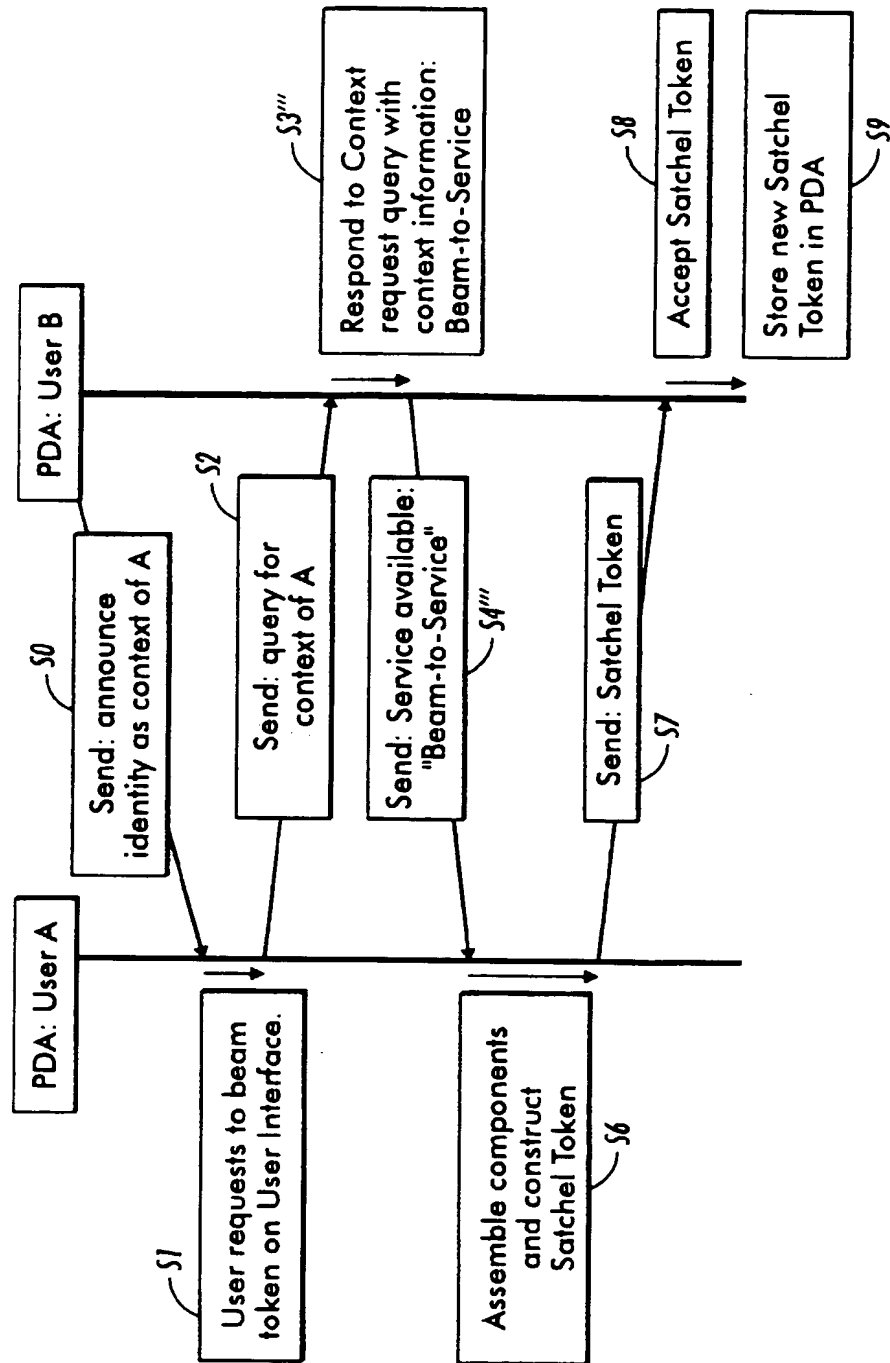 PDA: User A
PDA: User B
S0
Send: announce
identity as context of A
S1
User requests to beam
token on User Interface.
S2
Send: query for
context of A
S3'''
Respond to Context
request query with
context information:
Beam-to-Service
Send: Service available:
"Beam-to-Service"
S4'''
Assemble components
and construct
Satchel Token
S6
Send: Satchel Token
S7
S8
Accept Satchel Token
Store new Satchel
Token in PDA
S9